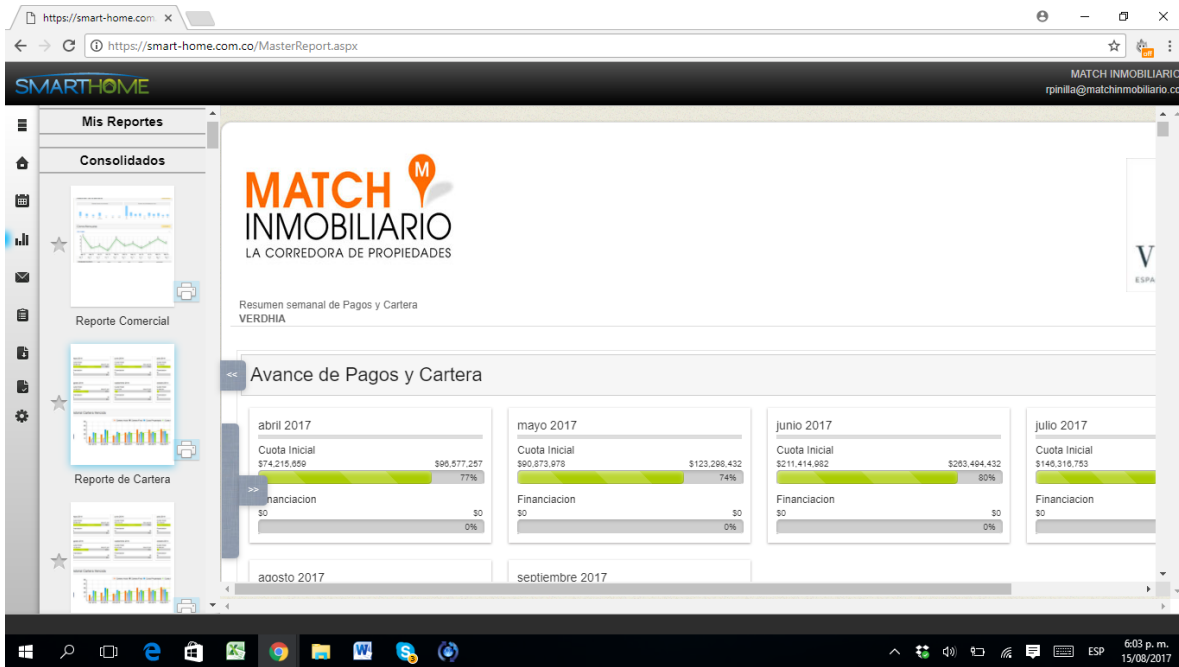 https://smart-home.com
https://smart-home.com.co/MasterReport.aspx
off
SMARTHOME
MATCH INMOBILIARIO
rpinilla@matchinmobiliario.co
Mis Reportes
Consolidados
Reporte Comercial
Reporte de Cartera
M
MATCH
INMOBILIARIO
LA CORREDORA DE PROPIEDADES
V
ESPA
Resumen semanal de Pagos y Cartera
VERDHIA
<<
Avance de Pagos y Cartera
>>
abril 2017
Cuota Inicial
$74,215,659 $96,577,257
77%
Financiacion
$0 $0
0%
mayo 2017
Cuota Inicial
$90,873,978 $123,298,432
74%
Financiacion
$0 $0
0%
junio 2017
Cuota Inicial
$211,414,982 $263,494,432
80%
Financiacion
$0 $0
0%
julio 2017
Cuota Inicial
$146,316,753
Financiacion
$0
agosto 2017
septiembre 2017
ESP
6:03 p. m.
15/08/2017